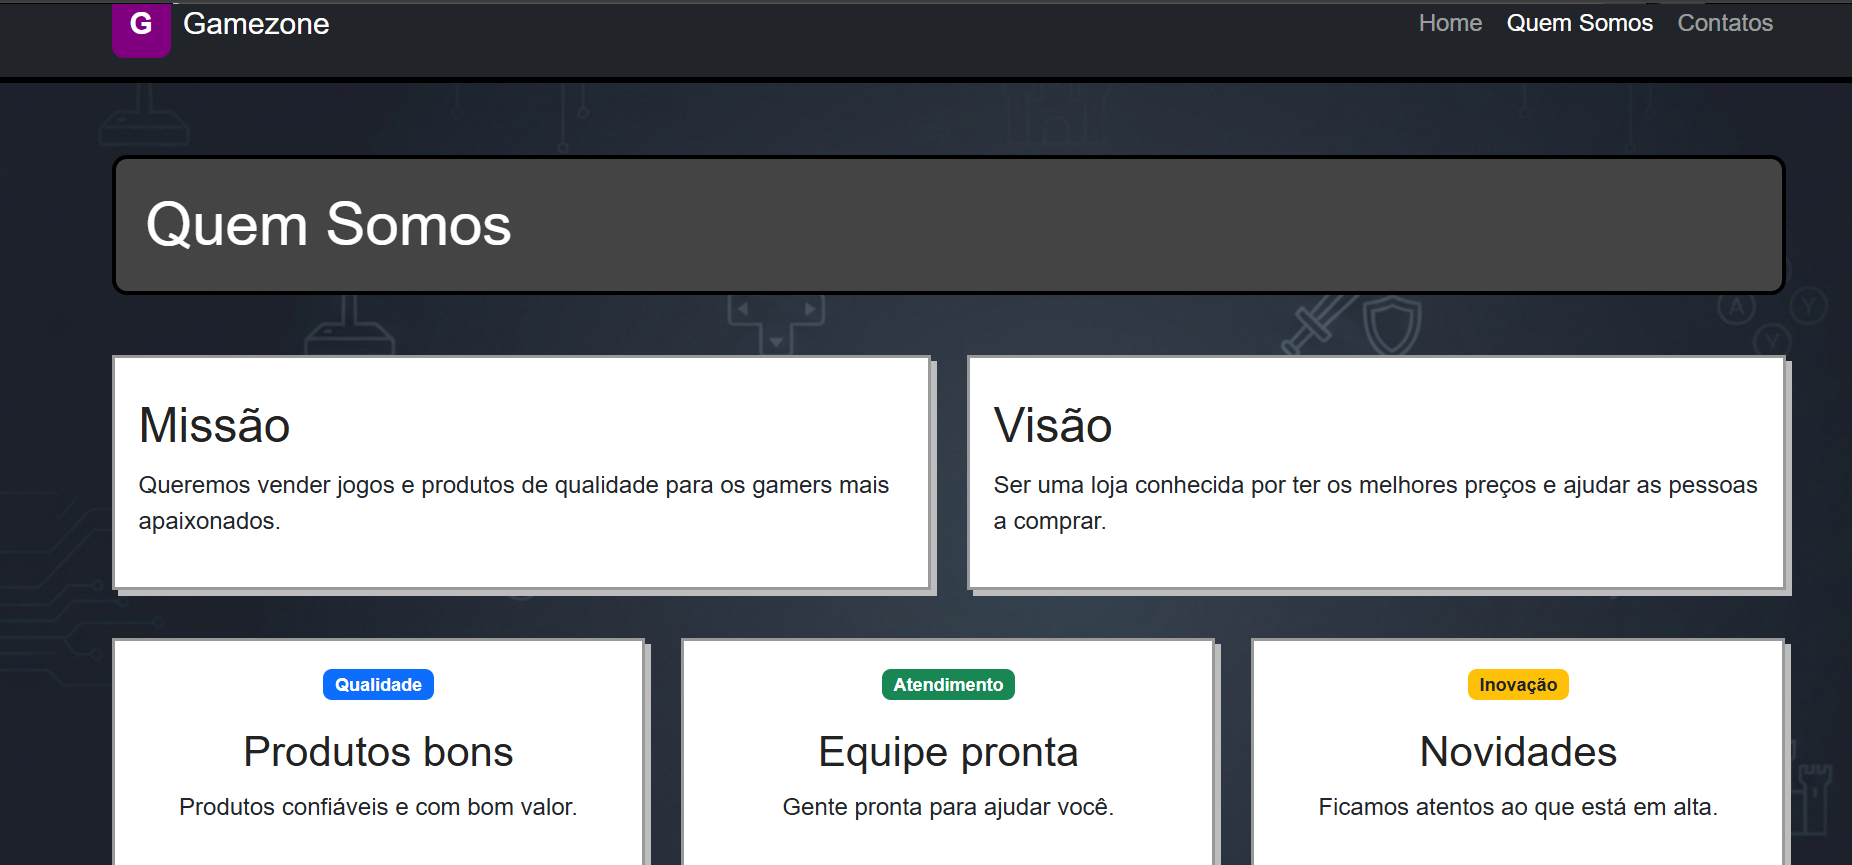 G Gamezone Home Quem Somos Contatos
Quem Somos
A Y
Y
Missão
Queremos vender jogos e produtos de qualidade para os gamers mais
apaixonados.
Visão
Ser uma loja conhecida por ter os melhores preços e ajudar as pessoas
a comprar.
Qualidade
Produtos bons
Produtos confiáveis e com bom valor.
Atendimento
Equipe pronta
Gente pronta para ajudar você.
Inovação
Novidades
Ficamos atentos ao que está em alta.